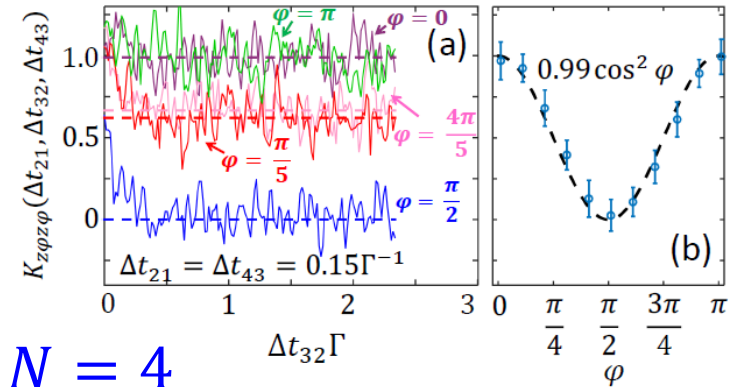 K_{zφzφ}(Δt_{21}, Δt_{32}, Δt_{43})
1.0
0.5
0
φ = π
φ = 0
(a)
φ = 4π/5
φ = π/5
φ = π/2
Δt_{21} = Δt_{43} = 0.15Γ^{-1}
0 1 2 3
Δt_{32}Γ
0.99 cos² φ
(b)
0 π/4 π/2 3π/4 π
φ
N = 4